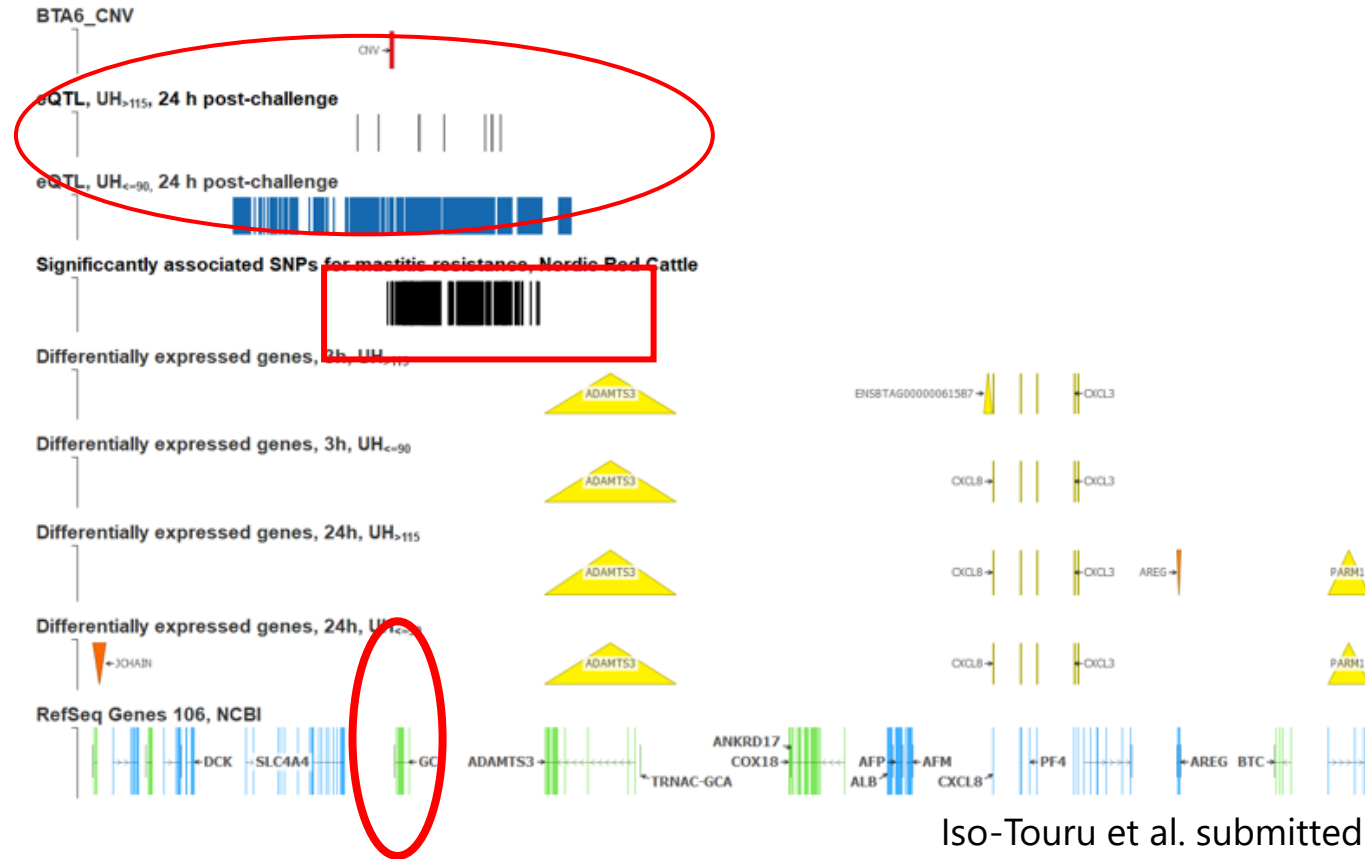 BTA6_CNV
CNV
eQTL, UH>115, 24 h post-challenge
eQTL, UH<=90, 24 h post-challenge
Significcantly associated SNPs for mastitis resistance, Nordic Red Cattle
Differentially expressed genes, 3h, UH>115
ADAMTS3 ENSBTAG00000061587 CXCL3
Differentially expressed genes, 3h, UH<=90
ADAMTS3 CXCL8 CXCL3
Differentially expressed genes, 24h, UH>115
ADAMTS3 CXCL8 CXCL3 AREG PARM1
Differentially expressed genes, 24h, UH<=90
JCHAIN ADAMTS3 CXCL8 CXCL3 PARM1
RefSeq Genes 106, NCBI
ANKRD17
DCK SLC4A4 GC ADAMTS3 COX18 AFP AFM PF4 AREG BTC
TRNAC-GCA ALB CXCL8
Iso-Touru et al. submitted